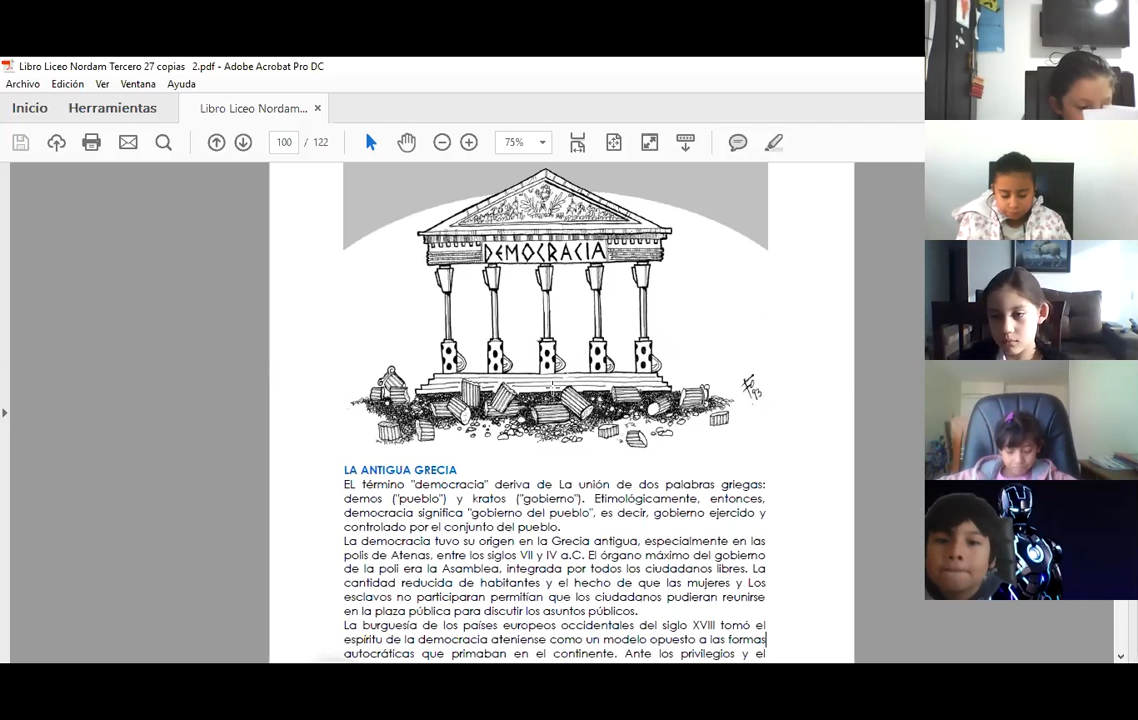 Libro Liceo Nordam Tercero 27 copias 2.pdf - Adobe Acrobat Pro DC
Archivo Edición Ver Ventana Ayuda
Inicio Herramientas Libro Liceo Nordam... ×
100 / 122 75%
DEMOCRACIA
93
LA ANTIGUA GRECIA
EL término "democracia" deriva de La unión de dos palabras griegas:
demos ("pueblo") y kratos ("gobierno"). Etimológicamente, entonces,
democracia significa "gobierno del pueblo", es decir, gobierno ejercido y
controlado por el conjunto del pueblo.
La democracia tuvo su origen en la Grecia antigua, especialmente en las
polis de Atenas, entre los siglos VII y IV a.C. El órgano máximo del gobierno
de la poli era la Asamblea, integrada por todos los ciudadanos libres. La
cantidad reducida de habitantes y el hecho de que las mujeres y Los
esclavos no participaran permitían que los ciudadanos pudieran reunirse
en la plaza pública para discutir los asuntos públicos.
La burguesía de los países europeos occidentales del siglo XVIII tomó el
espíritu de la democracia ateniense como un modelo opuesto a las formas
autocráticas que primaban en el continente. Ante los privilegios y el